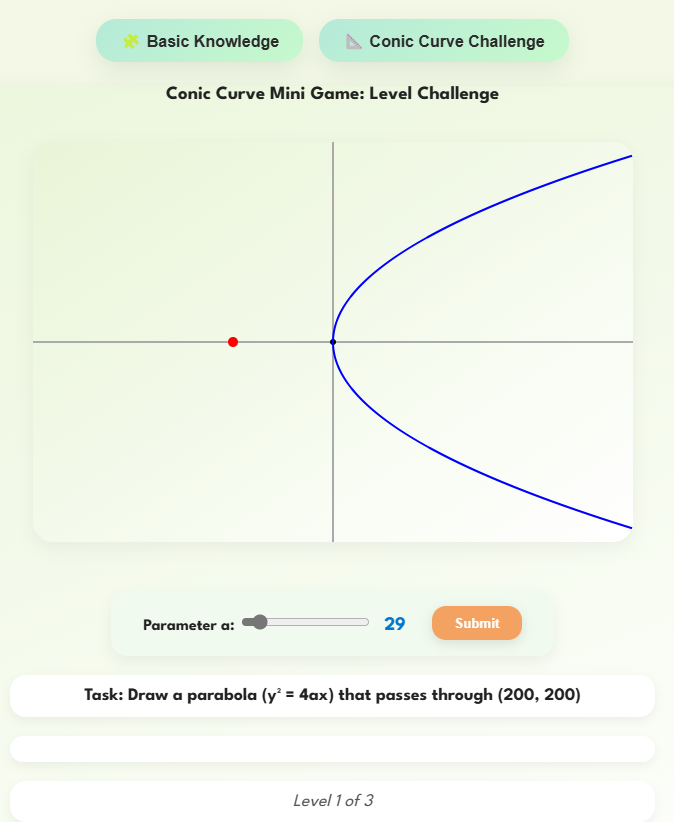 🧩 Basic Knowledge
📐 Conic Curve Challenge
Conic Curve Mini Game: Level Challenge
Parameter a:
29
Submit
Task: Draw a parabola (y² = 4ax) that passes through (200, 200)
Level 1 of 3